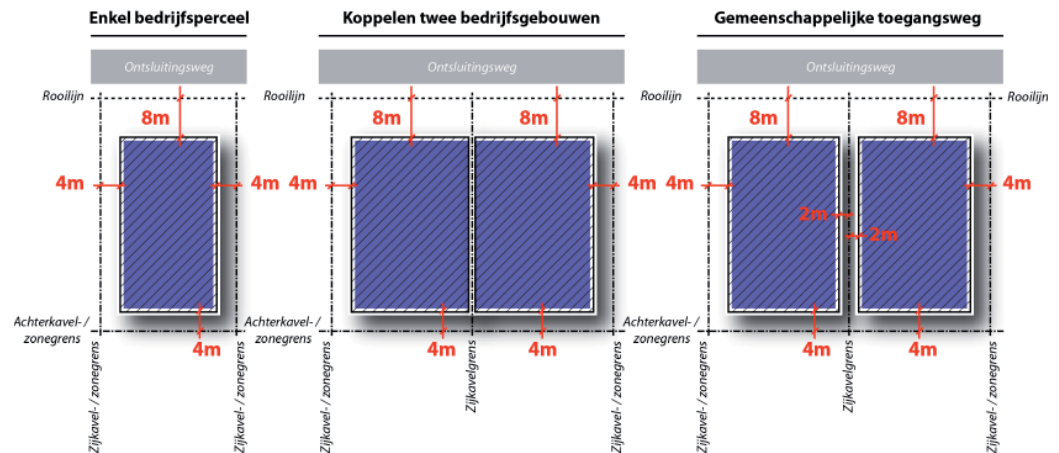 Enkel bedrijfsperceel
Ontsluitingsweg
Rooilijn
8m
4m
4m
Achterkavel- /
zonegrens
4m
Zijkavel- / zonegrens
Zijkavel- / zonegrens
Koppelen twee bedrijfsgebouwen
Ontsluitingsweg
Rooilijn
8m
8m
4m
4m
Achterkavel- /
zonegrens
4m
4m
Zijkavel- / zonegrens
Zijkavelgrens
Zijkavel- / zonegrens
Gemeenschappelijke toegangsweg
Ontsluitingsweg
Rooilijn
Rooilijn
8m
8m
4m
4m
2m
2m
Achterkavel- /
zonegrens
4m
4m
Zijkavel- / zonegrens
Zijkavelgrens
Zijkavel- / zonegrens